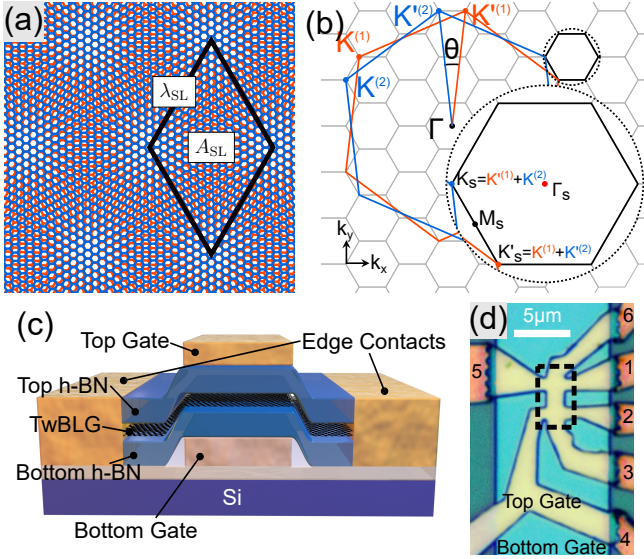 (a)
λSL
ASL
(b)
K'(2)
K'(1)
K(1)
K(2)
θ
Γ
Ks=K'(1)+K(2)
Γs
Ms
K's=K(1)+K'(2)
ky
kx
(c)
Top Gate
Edge Contacts
Top h-BN
TwBLG
Bottom h-BN
Si
Bottom Gate
(d)
5μm
6
5
1
2
3
4
Top Gate
Bottom Gate